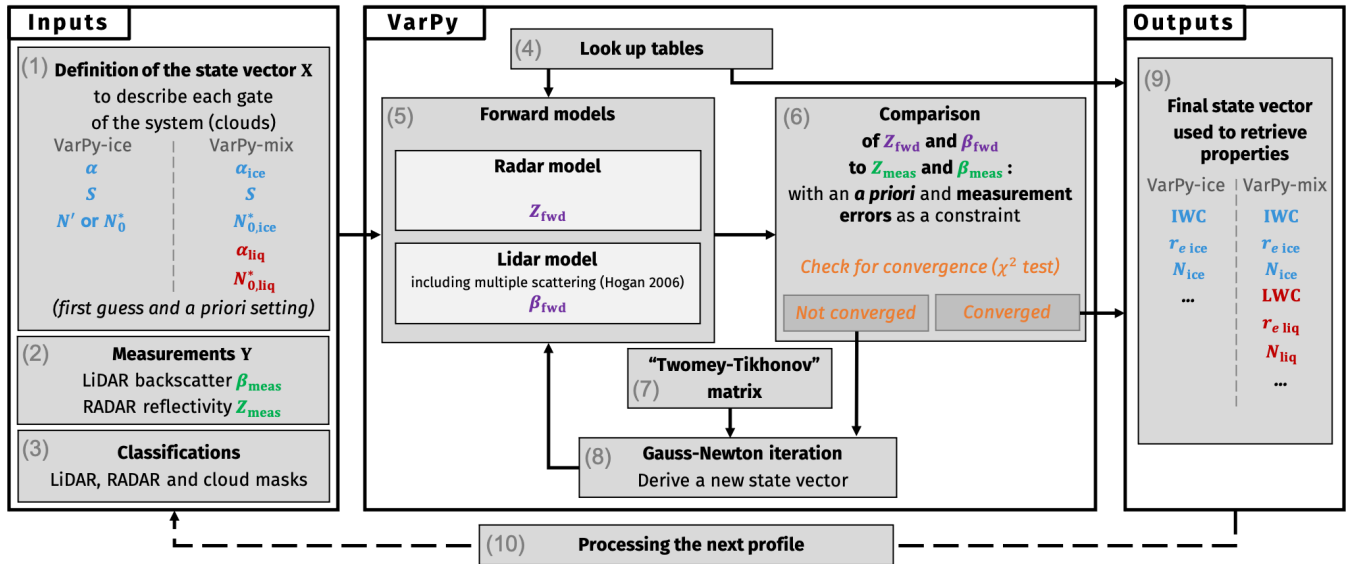 Inputs
(1)
Definition of the state vector X
to describe each gate
of the system (clouds)
VarPy-ice VarPy-mix
α α_ice
S S
N′ or N₀* N*₀,ice
α_liq
N*₀,liq
(first guess and a priori setting)
(2)
Measurements Y
LiDAR backscatter β_meas
RADAR reflectivity Z_meas
(3)
Classifications
LiDAR, RADAR and cloud masks
VarPy
(4)
Look up tables
(5)
Forward models
Radar model
Z_fwd
Lidar model
including multiple scattering (Hogan 2006)
β_fwd
(6)
Comparison
of Z_fwd and β_fwd
to Z_meas and β_meas :
with an a priori and measurement
errors as a constraint
Check for convergence (χ² test)
Not converged Converged
(7)
“Twomey-Tikhonov”
matrix
(8)
Gauss-Newton iteration
Derive a new state vector
Outputs
(9)
Final state vector
used to retrieve
properties
VarPy-ice VarPy-mix
IWC IWC
r_e ice r_e ice
N_ice N_ice
... LWC
r_e liq
N_liq
...
(10)
Processing the next profile